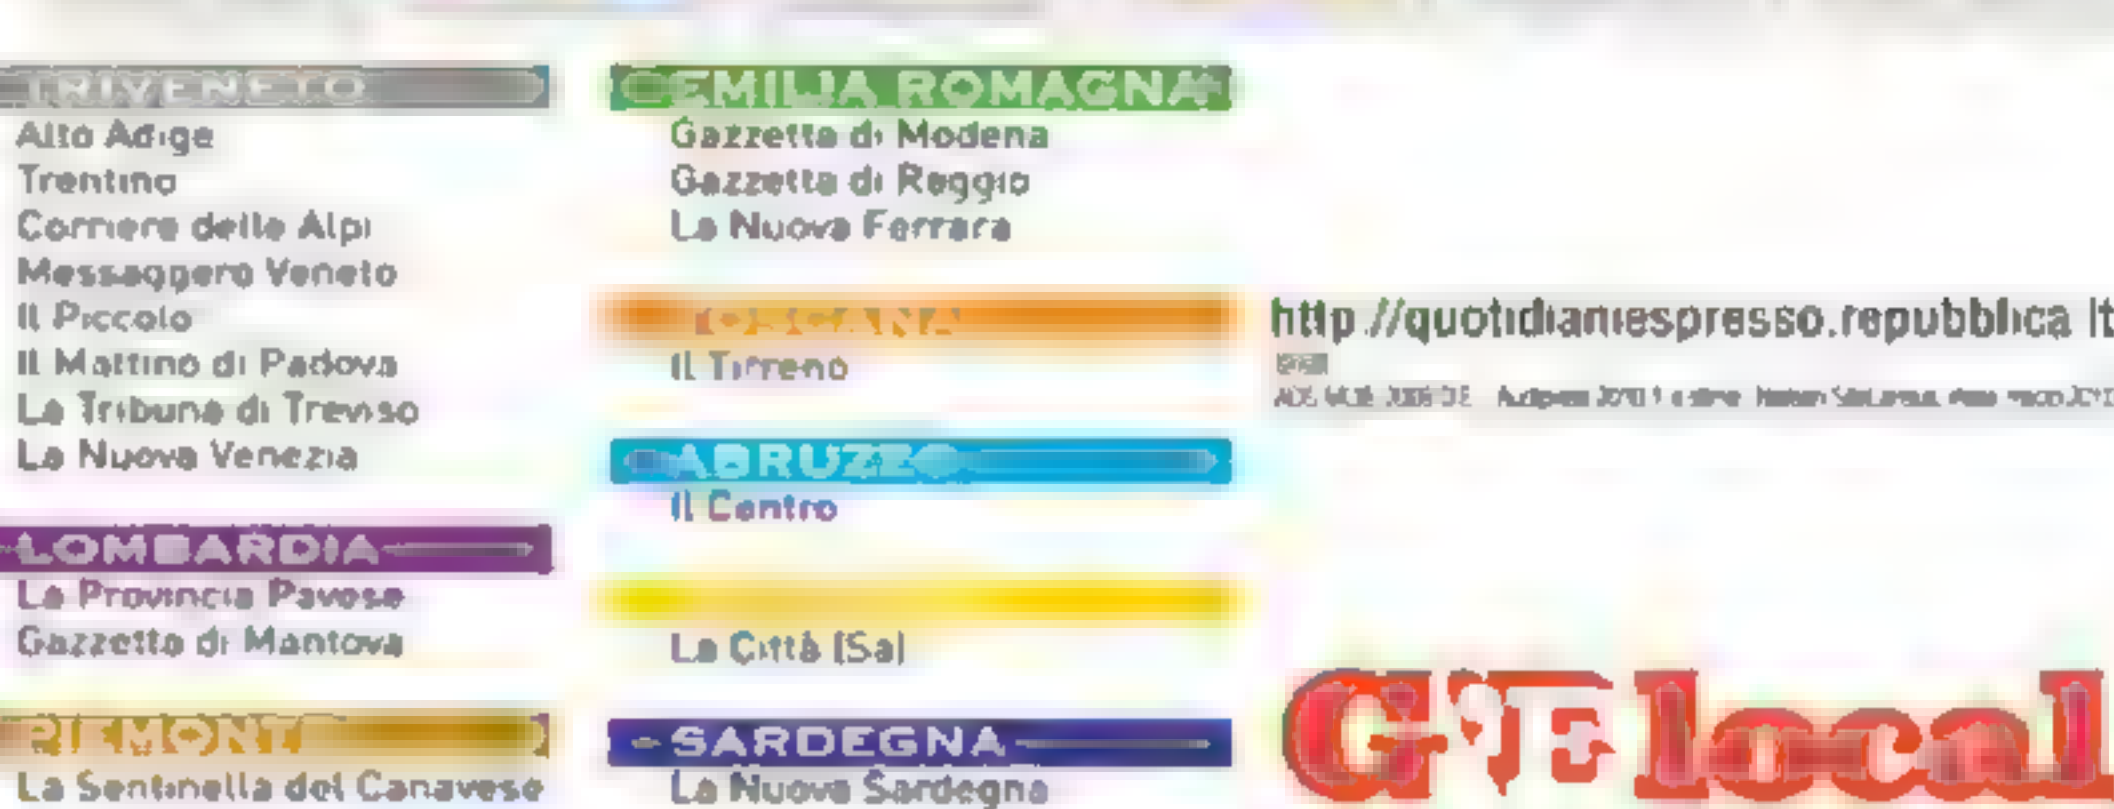 TRIVENETO
Alto Adige
Trentino
Corriere delle Alpi
Messaggero Veneto
Il Piccolo
Il Mattino di Padova
La Tribuna di Treviso
La Nuova Venezia
LOMBARDIA
La Provincia Pavese
Gazzetta di Mantova
PIEMONTE
La Sentinella del Canavese
EMILIA ROMAGNA
Gazzetta di Modena
Gazzetta di Reggio
La Nuova Ferrara
Il Tirreno
ABRUZZO
Il Centro
La Città (Sa)
SARDEGNA
La Nuova Sardegna
http://quotidianiespresso.repubblica.it
local